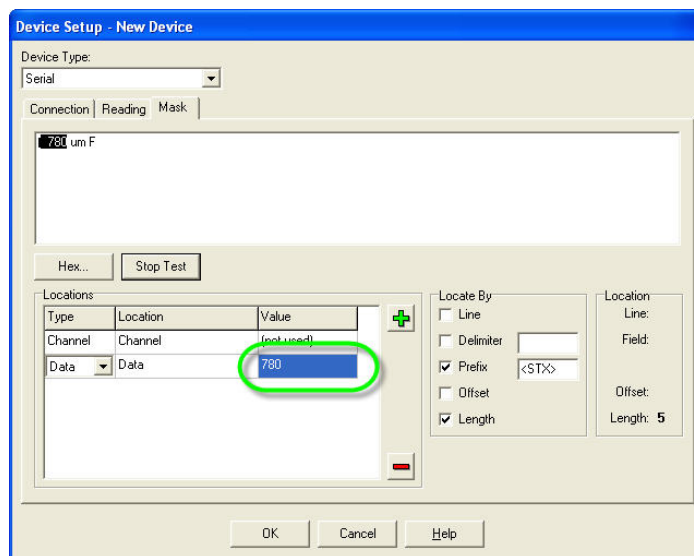 Device Setup - New Device
Device Type:
Serial
Connection Reading Mask
780 um F
Hex... Stop Test
Locations
Type Location Value
Channel Channel (not used)
Data Data 780
Locate By
Line
Delimiter
Prefix <STX>
Offset
Length
Location
Line:
Field:
Offset:
Length: 5
OK Cancel Help